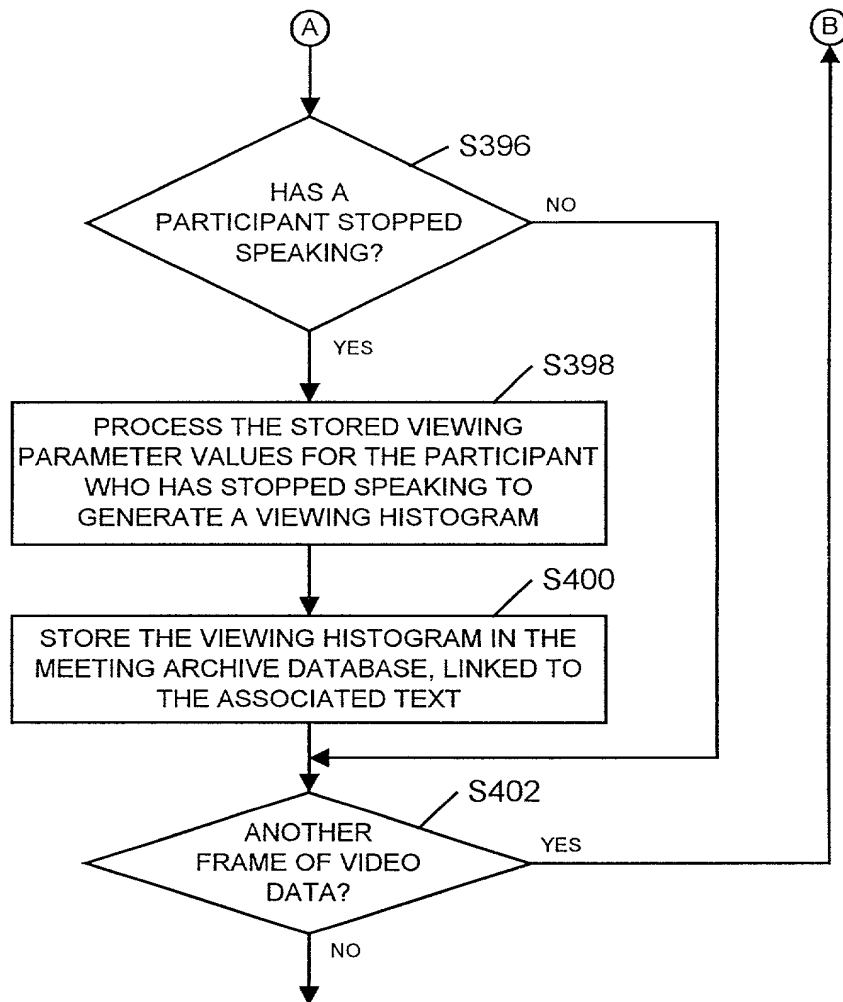 A
B
S396
HAS A
PARTICIPANT STOPPED
SPEAKING?
NO
YES
S398
PROCESS THE STORED VIEWING
PARAMETER VALUES FOR THE PARTICIPANT
WHO HAS STOPPED SPEAKING TO
GENERATE A VIEWING HISTOGRAM
S400
STORE THE VIEWING HISTOGRAM IN THE
MEETING ARCHIVE DATABASE, LINKED TO
THE ASSOCIATED TEXT
S402
ANOTHER
FRAME OF VIDEO
DATA?
YES
NO